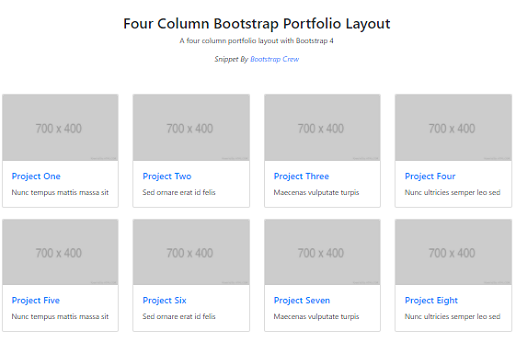 Four Column Bootstrap Portfolio Layout
A four column portfolio layout with Bootstrap 4
Snippet By Bootstrap Crew
700 x 400
700 x 400
700 x 400
700 x 400
Project One
Project Two
Project Three
Project Four
Nunc tempus mattis massa sit
Sed ornare erat id felis
Maecenas vulputate turpis
Nunc ultricies semper leo sed
700 x 400
700 x 400
700 x 400
700 x 400
Project Five
Project Six
Project Seven
Project Eight
Nunc tempus mattis massa sit
Sed ornare erat id felis
Maecenas vulputate turpis
Nunc ultricies semper leo sed